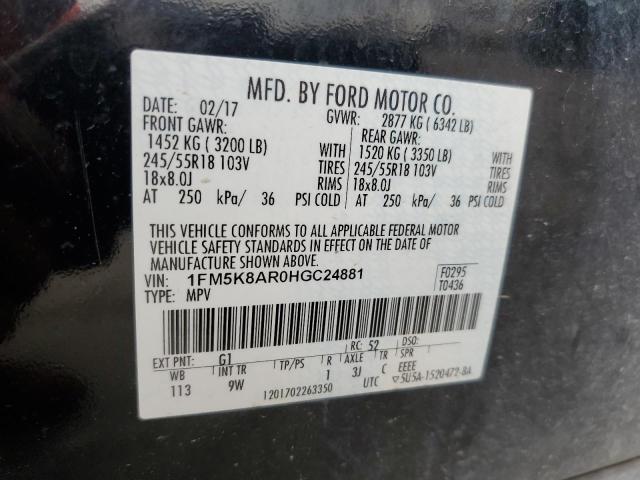 MFD. BY FORD MOTOR CO.
DATE: 02/17 GVWR: 2877 KG ( 6342 LB)
FRONT GAWR: REAR GAWR:
1452 KG ( 3200 LB) WITH 1520 KG ( 3350 LB) WITH
245/55R18 103V TIRES 245/55R18 103V TIRES
18x8.0J RIMS 18x8.0J RIMS
AT 250 kPa/ 36 PSI COLD AT 250 kPa/ 36 PSI COLD
THIS VEHICLE CONFORMS TO ALL APPLICABLE FEDERAL MOTOR
VEHICLE SAFETY STANDARDS IN EFFECT ON THE DATE OF
MANUFACTURE SHOWN ABOVE.
VIN: 1FM5K8AR0HGC24881 F0295
TYPE: MPV T0436
EXT PNT: G1 RC: 52 DSO:
WB INT TR TP/PS R AXLE TR SPR
113 9W 1 3J C EEEE
1201702263350 UTC ▽5U5A-1520472-8A